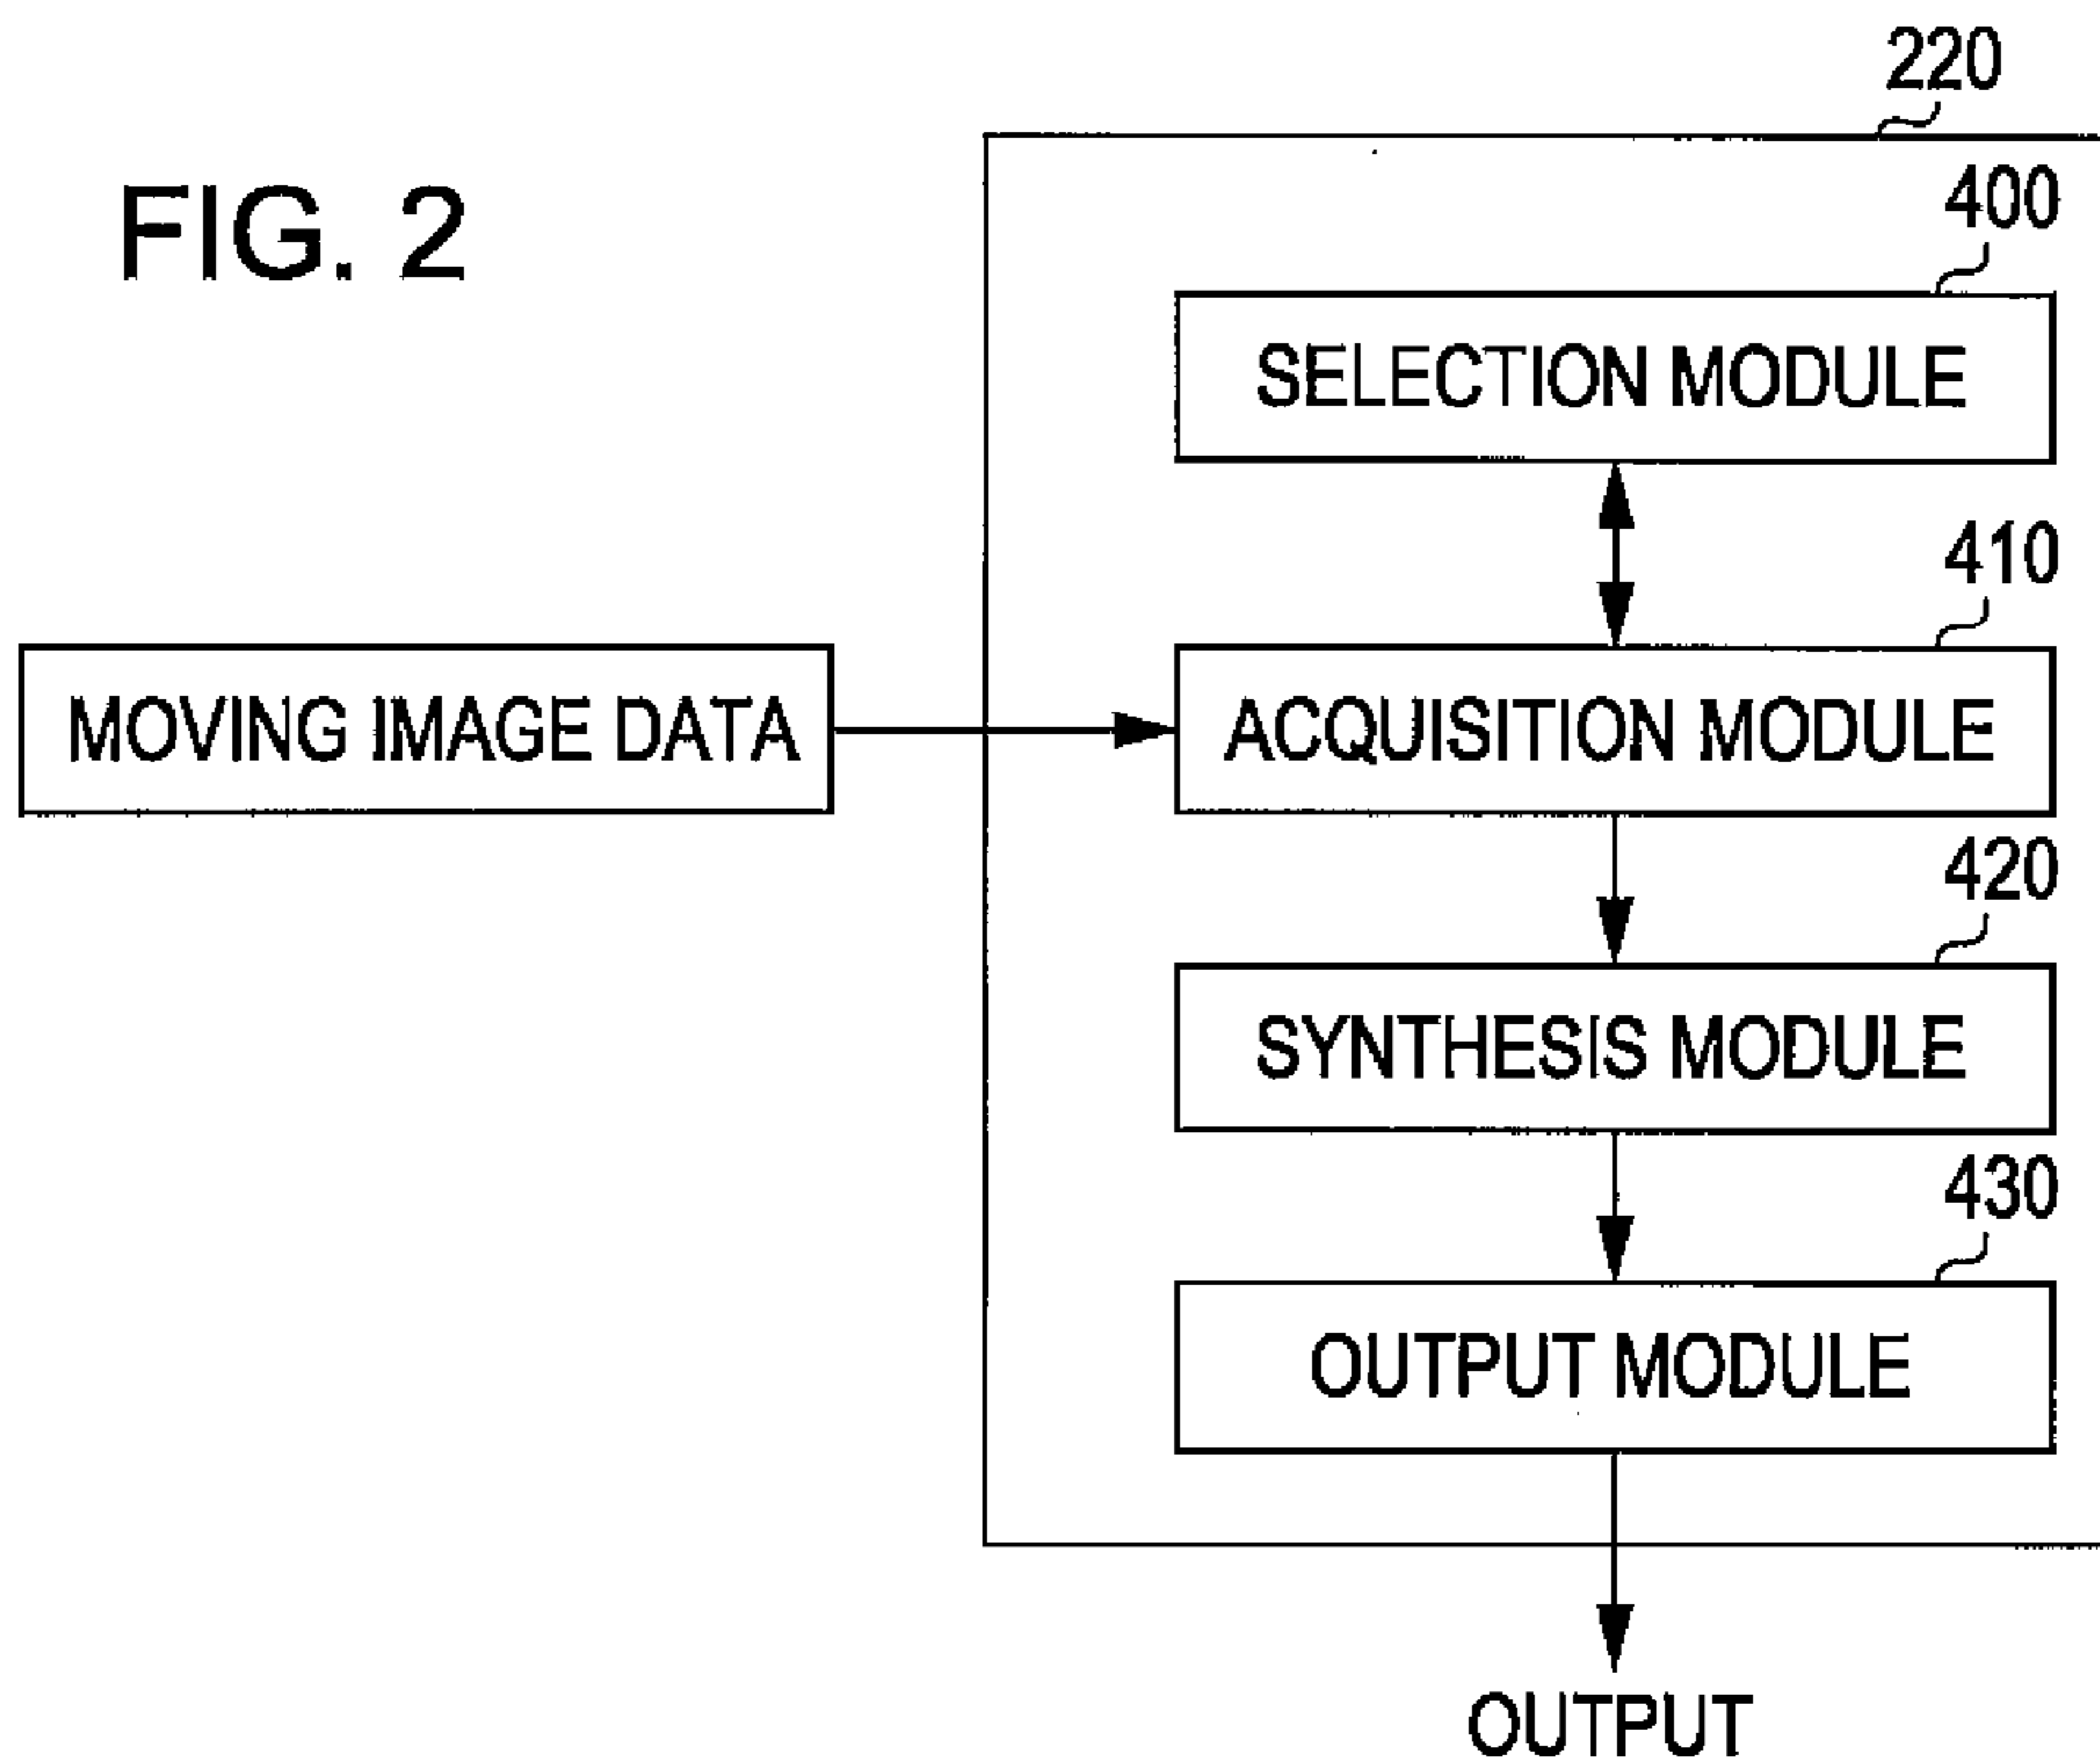 220
FIG. 2
400
SELECTION MODULE
410
MOVING IMAGE DATA
ACQUISITION MODULE
420
SYNTHESIS MODULE
430
OUTPUT MODULE
OUTPUT